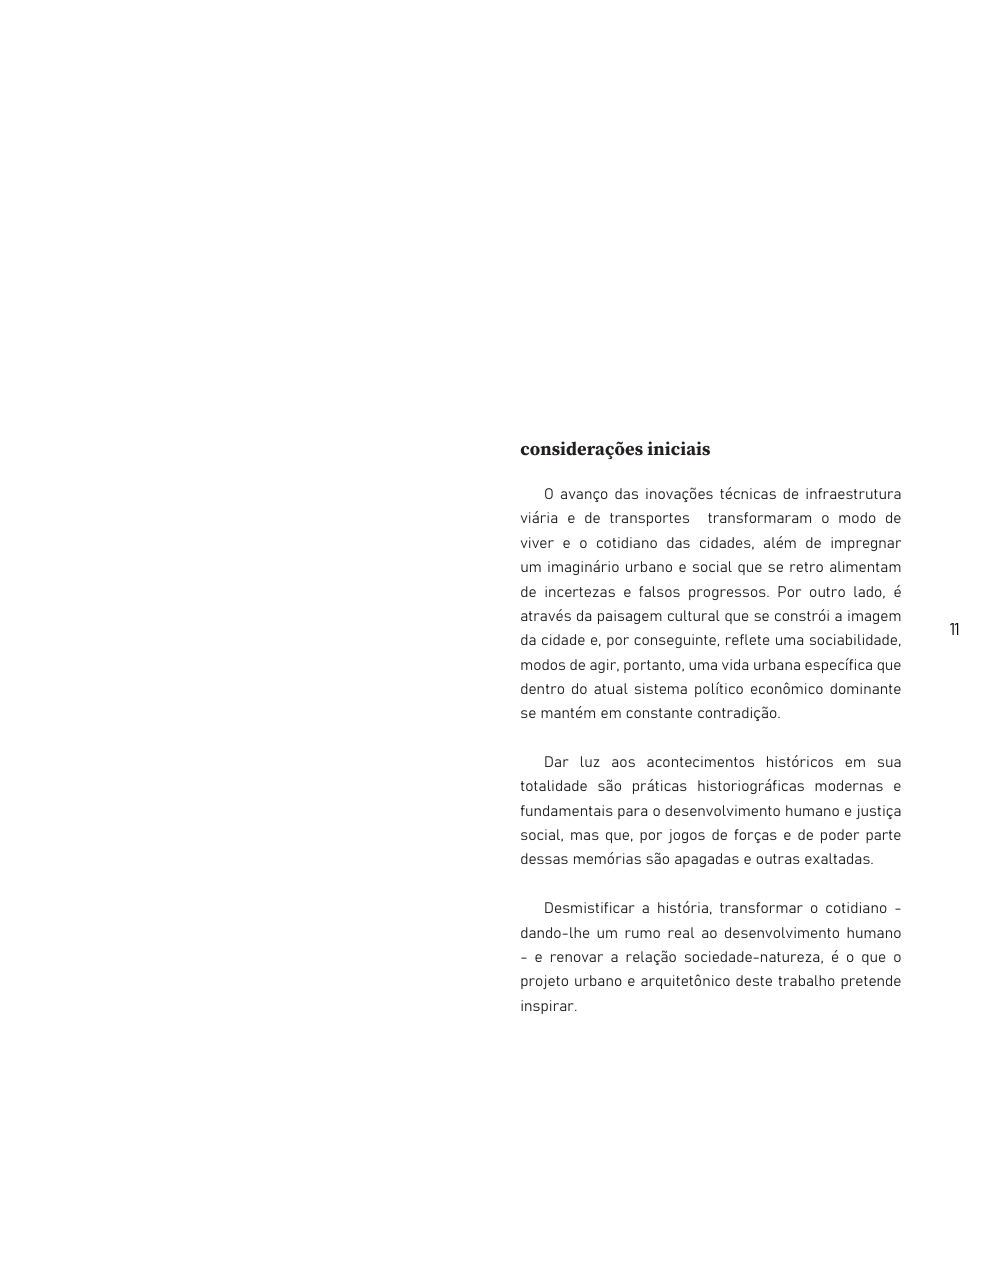 considerações iniciais
O avanço das inovações técnicas de infraestrutura
viária e de transportes  transformaram o modo de
viver e o cotidiano das cidades, além de impregnar
um imaginário urbano e social que se retro alimentam
de incertezas e falsos progressos. Por outro lado, é
através da paisagem cultural que se constrói a imagem
da cidade e, por conseguinte, reflete uma sociabilidade,
modos de agir, portanto, uma vida urbana específica que
dentro do atual sistema político econômico dominante
se mantém em constante contradição.
Dar luz aos acontecimentos históricos em sua
totalidade são práticas historiográficas modernas e
fundamentais para o desenvolvimento humano e justiça
social, mas que, por jogos de forças e de poder parte
dessas memórias são apagadas e outras exaltadas.
Desmistificar a história, transformar o cotidiano -
dando-lhe um rumo real ao desenvolvimento humano
- e renovar a relação sociedade-natureza, é o que o
projeto urbano e arquitetônico deste trabalho pretende
inspirar.
11